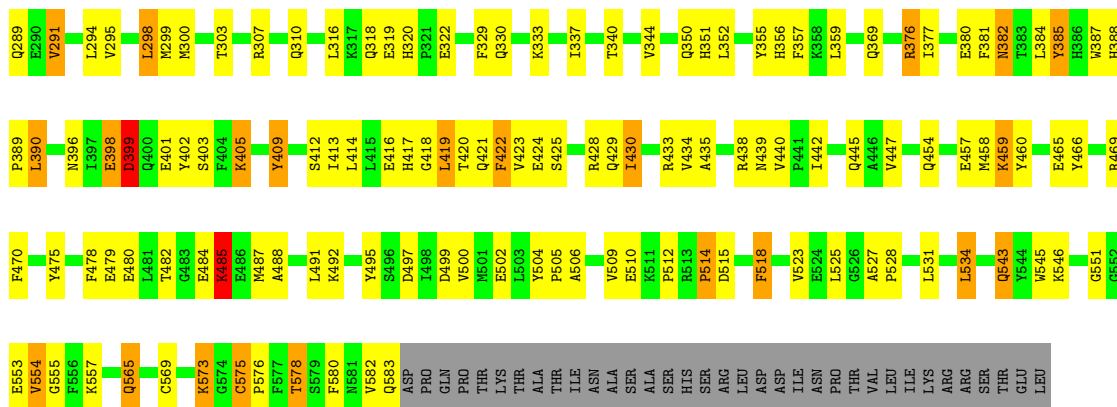 Q289 E290 V291 L294 V295 L298 M299 M300 T303 R307 Q310 L316 K317 Q318 E319 H320 P321 E322 F329 Q330 K333 I337 T340 V344 Q350 H351 L352 Y355 H356 F357 K358 L359 Q369 R376 I377 E380 F381 N382 T383 L384 Y385 H386 W387 H388
P389 L390 N396 I397 E398 D399 Q400 E401 Y402 S403 F404 K405 Y409 S412 I413 L414 L415 E416 H417 G418 L419 T420 Q421 F422 V423 E424 S425 R428 Q429 I430 R433 V434 A435 R438 N439 V440 P441 I442 Q445 A446 V447 Q454 E457 M458 K459 Y460 E465 Y466 R469
F470 Y475 F478 E479 E480 L481 T482 G483 E484 K485 E486 M487 A488 L491 K492 Y495 S496 D497 I498 D499 V500 M501 E502 L503 Y504 P505 A506 V509 E510 K511 P512 R513 P514 D515 F518 V523 E524 L525 G526 A527 P528 L531 L534 Q543 Y544 W545 K546 G551 G552
E553 V554 G555 F556 K557 Q565 C569 K573 G574 C575 P576 F577 T578 S579 F580 N581 V582 Q583 ASP PRO GLN PRO THR LYS THR ALA THR ILE ASN ALA SER ALA SER HIS SER ARG LEU ASP ASP ILE ASN PRO THR VAL LEU ILE LYS ARG ARG SER THR GLU LEU